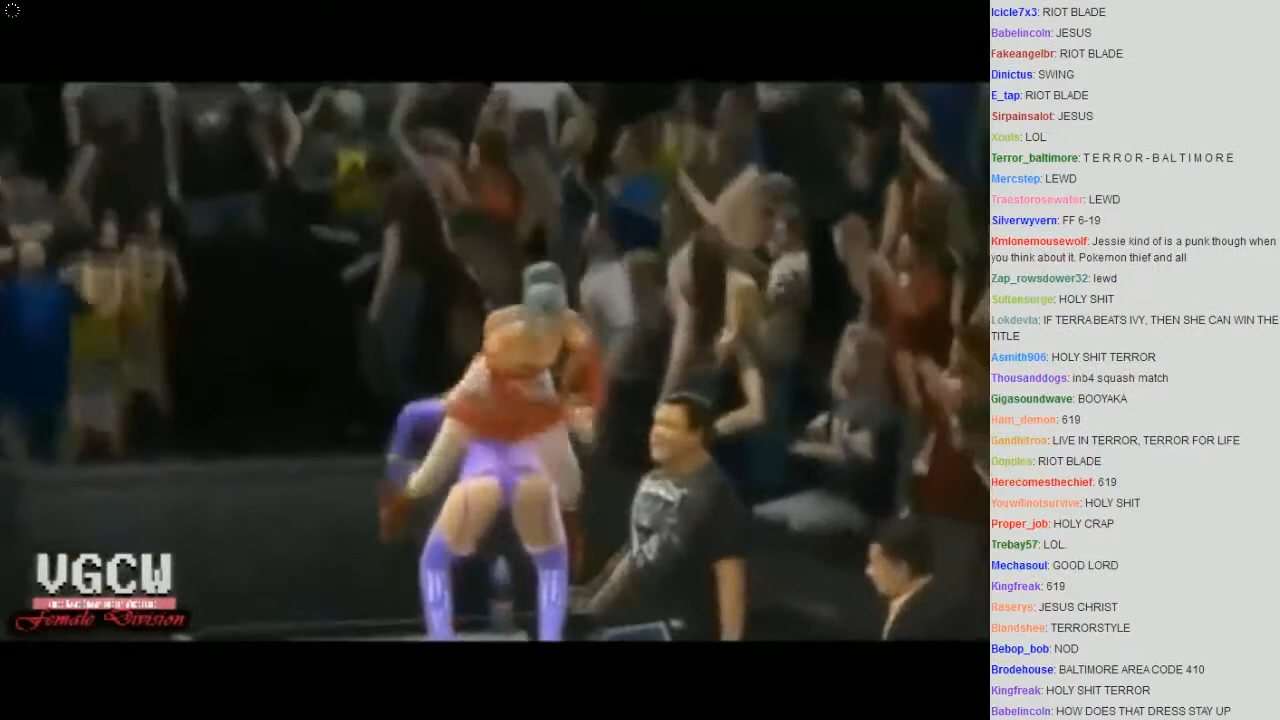 Icicle7x3: RIOT BLADE
Babelincoln: JESUS
Fakeangelbr: RIOT BLADE
Dinictus: SWING
E_tap: RIOT BLADE
Sirpainsalot: JESUS
Xouls: LOL
Terror_baltimore: T E R R O R - B A L T I M O R E
Mercstep: LEWD
Traestorosewater: LEWD
Silverwyvern: FF 6-19
Kmlonemousewolf: Jessie kind of is a punk though when
you think about it. Pokemon thief and all
Zap_rowsdower32: lewd
Sultansurge: HOLY SHIT
Lokdevta: IF TERRA BEATS IVY, THEN SHE CAN WIN THE
TITLE
Asmith906: HOLY SHIT TERROR
Thousanddogs: inb4 squash match
Gigasoundwave: BOOYAKA
Ham_demon: 619
Gandhitron: LIVE IN TERROR, TERROR FOR LIFE
Gapples: RIOT BLADE
Herecomesthechief: 619
Youwillnotsurvive: HOLY SHIT
Proper_job: HOLY CRAP
Trebay57: LOL.
Mechasoul: GOOD LORD
Kingfreak: 619
Raserys: JESUS CHRIST
Blandshee: TERRORSTYLE
Bebop_bob: NOD
Brodehouse: BALTIMORE AREA CODE 410
Kingfreak: HOLY SHIT TERROR
Babelincoln: HOW DOES THAT DRESS STAY UP
VGCW
Female Division